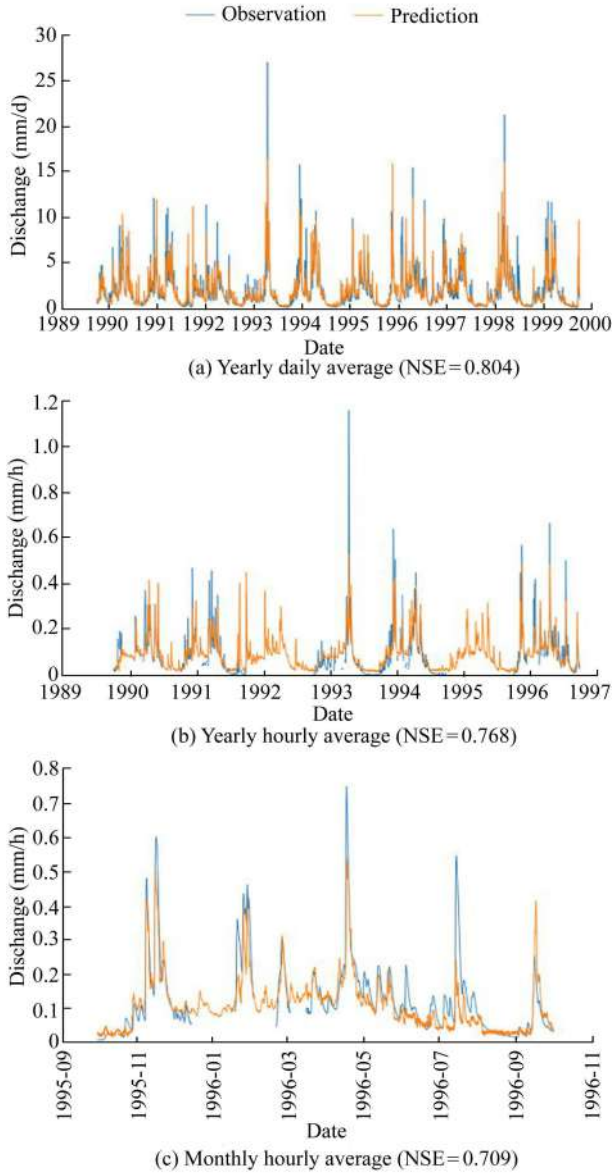 Observation Prediction
30
25
20
15
10
5
0
Discharge (mm/d)
1989 1990 1991 1992 1993 1994 1995 1996 1997 1998 1999 2000
Date
(a) Yearly daily average (NSE=0.804)
1.2
1.0
0.8
0.6
0.4
0.2
0
Discharge (mm/h)
1989 1990 1991 1992 1993 1994 1995 1996 1997
Date
(b) Yearly hourly average (NSE=0.768)
0.8
0.7
0.6
0.5
0.4
0.3
0.2
0.1
0
Discharge (mm/h)
1995-09 1995-11 1996-01 1996-03 1996-05 1996-07 1996-09 1996-11
Date
(c) Monthly hourly average (NSE=0.709)